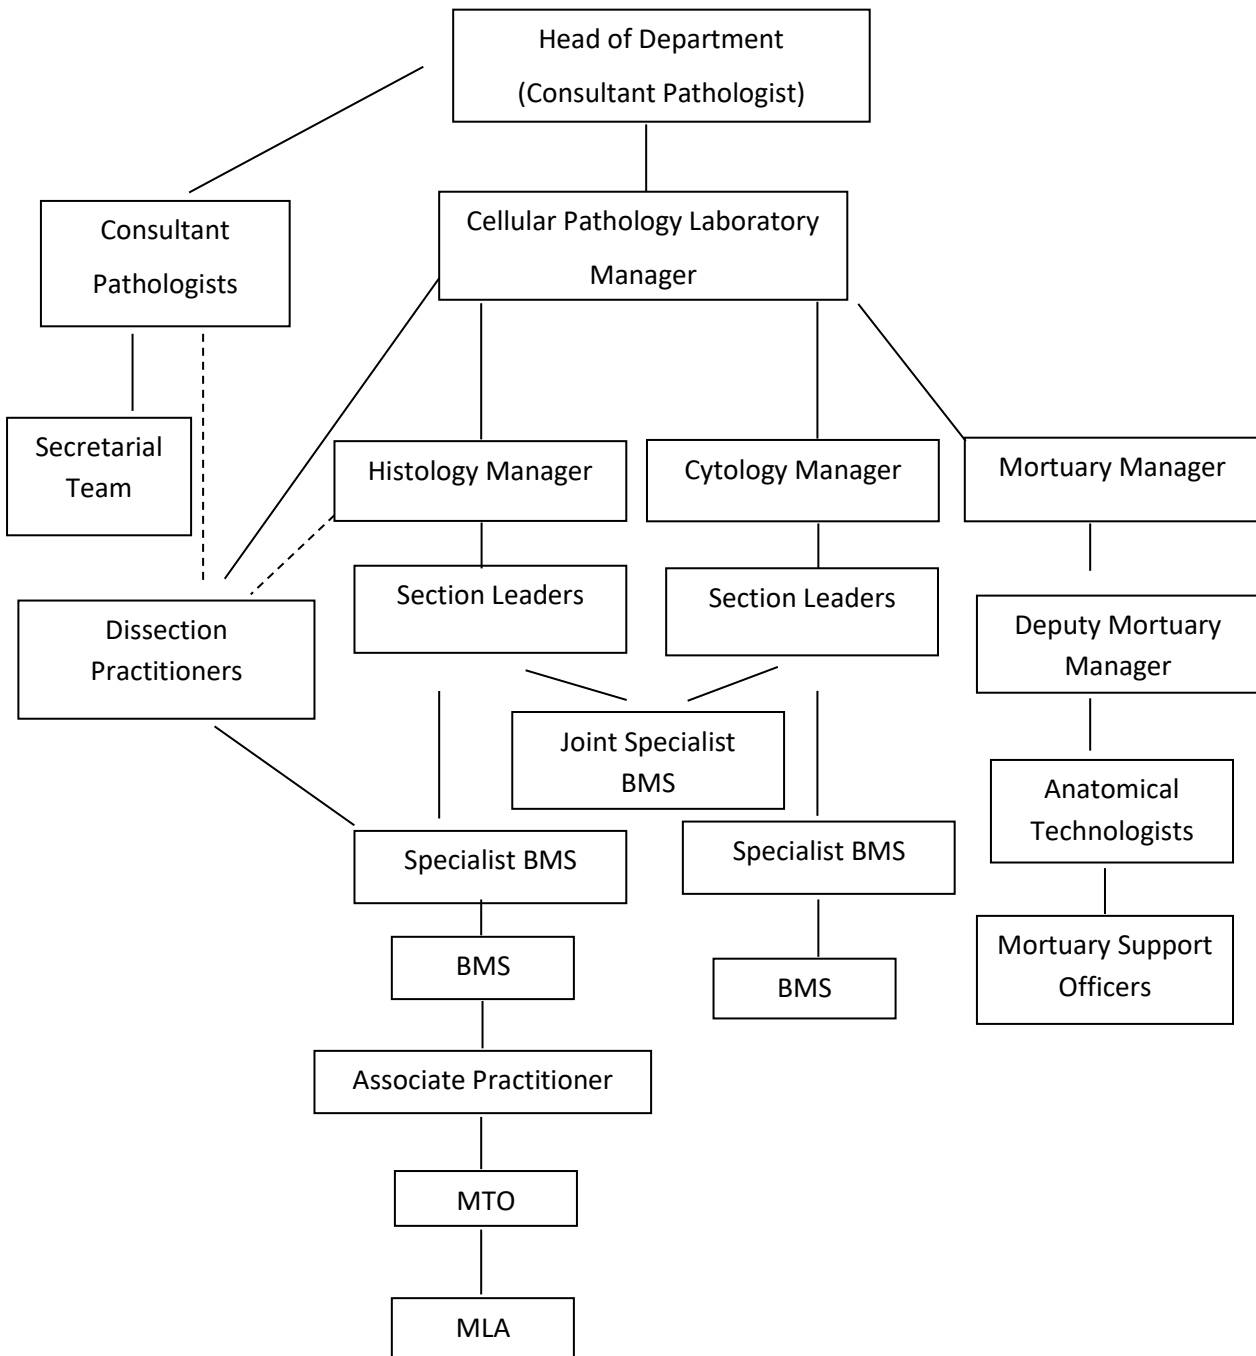 Head of Department
(Consultant Pathologist)
Consultant
Pathologists
Cellular Pathology Laboratory
Manager
Secretarial
Team
Histology Manager
Cytology Manager
Mortuary Manager
Section Leaders
Section Leaders
Dissection
Practitioners
Deputy Mortuary
Manager
Joint Specialist
BMS
Anatomical
Technologists
Specialist BMS
Specialist BMS
BMS
BMS
Mortuary Support
Officers
Associate Practitioner
MTO
MLA